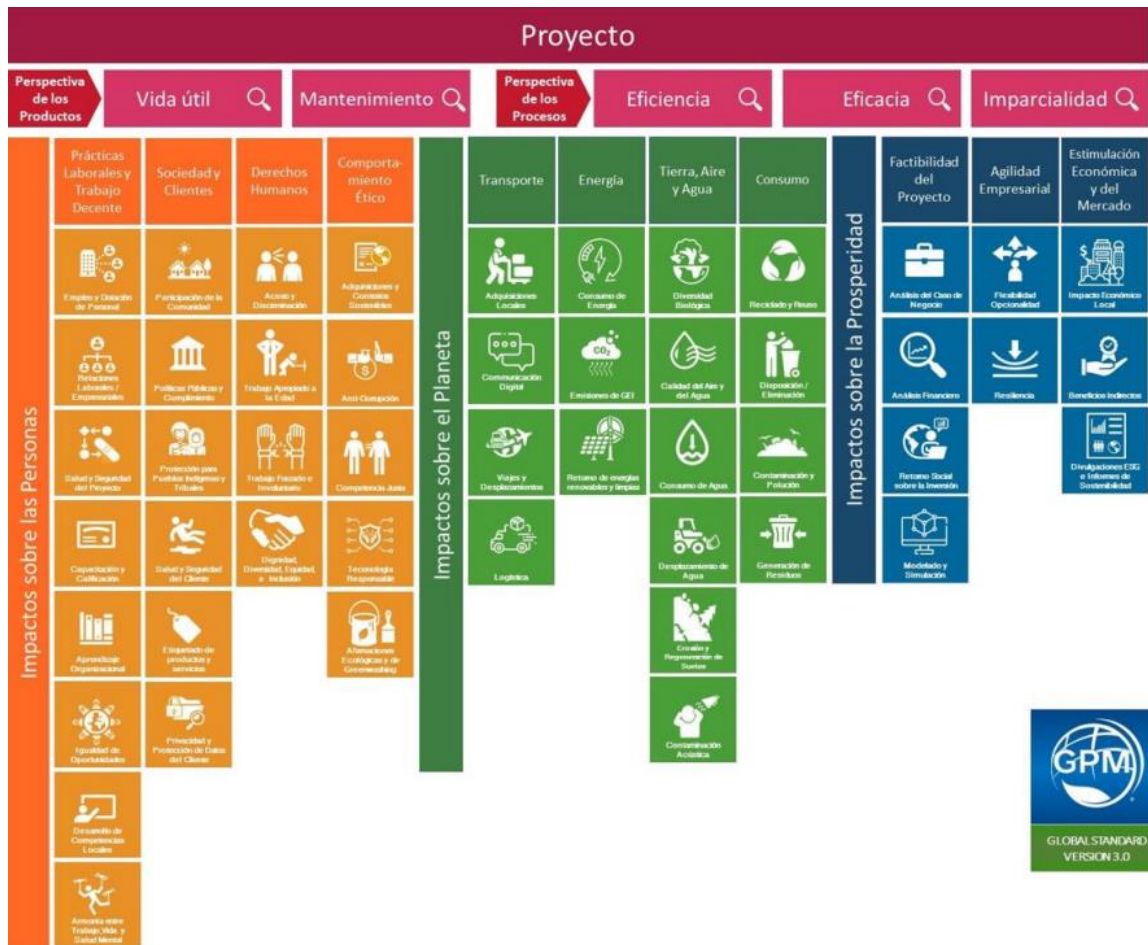 Proyecto
Perspectiva
de los
Productos
Vida útil
Mantenimiento
Perspectiva
de los
Procesos
Eficiencia
Eficacia
Imparcialidad
Impactos sobre las Personas
Prácticas
Laborales y
Trabajo
Decente
Empleo y Dotación
de Personal
Relaciones
Laborales /
Empresariales
Salud y Seguridad
del Proyecto
Capacitación y
Calificación
Aprendizaje
Organizacional
Igualdad de
Oportunidades
Desarrollo de
Competencias
Locales
Armonía entre
Trabajo, Vida y
Salud Mental
Sociedad y
Clientes
Participación de la
Comunidad
Políticas Públicas y
Cumplimiento
Protección para
Pueblos Indígenas y
Tribales
Salud y Seguridad
del Cliente
Etiquetado de
productos y
servicios
Privacidad y
Protección de Datos
del Cliente
Derechos
Humanos
Acoso y
Discriminación
Trabajo Apropiado a
la Edad
Trabajo Forzado o
Involuntario
Dignidad,
Diversidad, Equidad,
e Inclusión
Comporta-
miento
Ético
Adquisiciones y
Contratos
Sostenibles
$
Anti-Corrupción
Competencia Justa
Tecnología
Responsable
Afirmaciones
Ecológicas y de
Greenwashing
Impactos sobre el Planeta
Transporte
Adquisiciones
Locales
Communicación
Digital
Viajes y
Desplazamientos
Logística
Energía
Consumo de
Energía
CO₂
Emisiones de GEI
Retorno de energías
renovables y limpias
Tierra, Aire
y Agua
Diversidad
Biológica
Calidad del Aire y
del Agua
Consumo de Agua
Desplazamiento de
Agua
Erosión y
Regeneración de
Suelos
Contaminación
Acústica
Consumo
Reciclado y Reuso
Disposición /
Eliminación
Contaminación y
Polución
Generación de
Residuos
Impactos sobre la Prosperidad
Factibilidad
del
Proyecto
Análisis del Caso de
Negocio
Análisis Financiero
Retorno Social
sobre la Inversión
Modelado y
Simulación
Agilidad
Empresarial
Flexibilidad
Opcionalidad
Resiliencia
Estimulación
Económica
y del
Mercado
$
Impacto Económico
Local
Beneficios Indirectos
Divulgaciones ESG
e Informes de
Sostenibilidad
GPM
GLOBAL STANDARD
VERSION 3.0